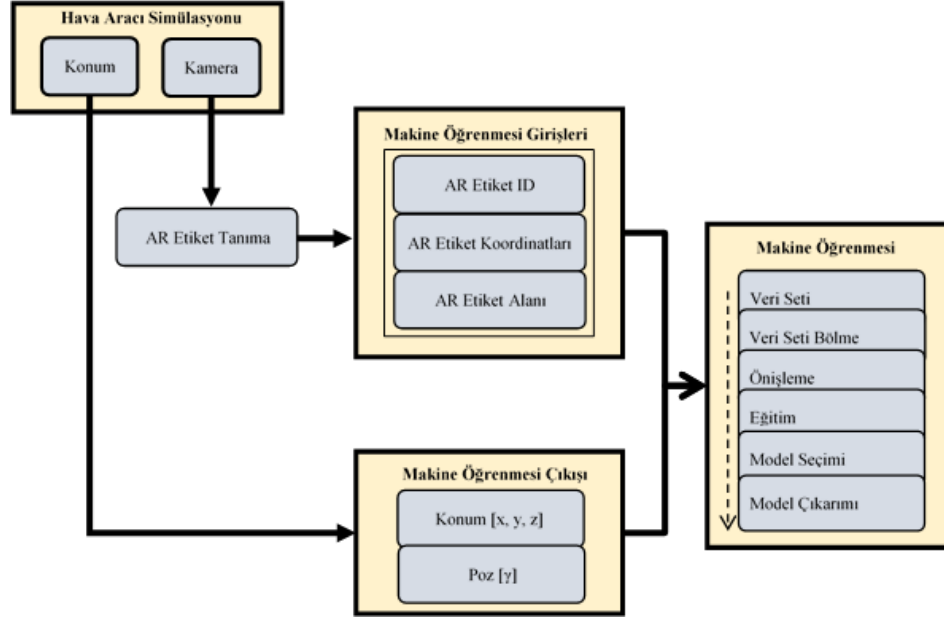 Hava Aracı Simülasyonu
Konum
Kamera
AR Etiket Tanıma
Makine Öğrenmesi Girişleri
AR Etiket ID
AR Etiket Koordinatları
AR Etiket Alanı
Makine Öğrenmesi Çıkışı
Konum [x, y, z]
Poz [γ]
Makine Öğrenmesi
Veri Seti
Veri Seti Bölme
Önişleme
Eğitim
Model Seçimi
Model Çıkarımı